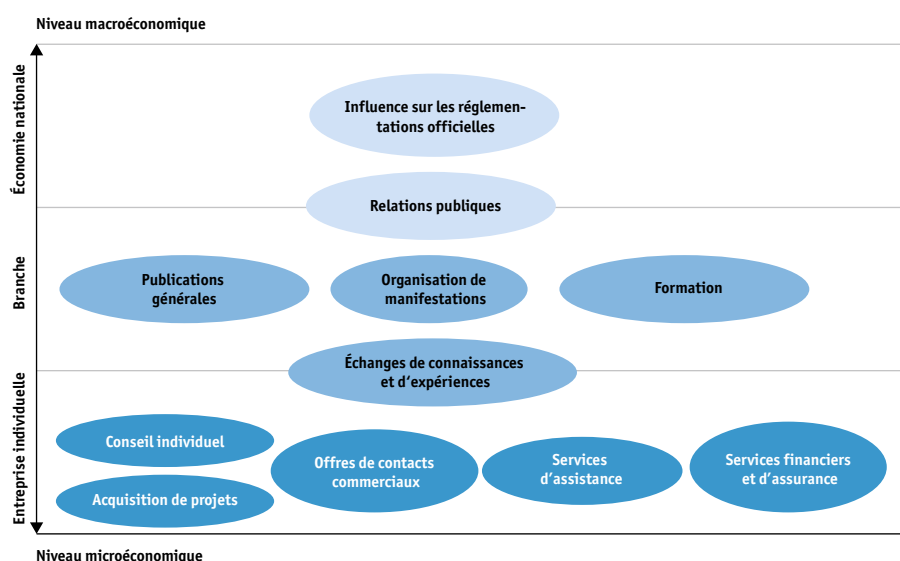 Niveau macroéconomique
Économie nationale
Influence sur les réglemen-
tations officielles
Relations publiques
Branche
Publications
générales
Organisation de
manifestations
Formation
Échanges de connaissances
et d‘expériences
Entreprise individuelle
Conseil individuel
Acquisition de projets
Offres de contacts
commerciaux
Services
d’assistance
Services financiers
et d’assurance
Niveau microéconomique